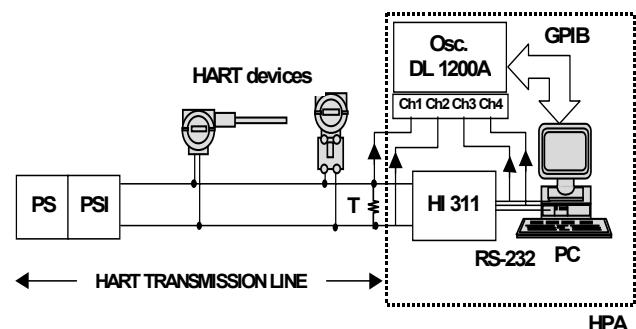 Osc.
DL 1200A
GPIB
HART devices
Ch1 Ch2 Ch3 Ch4
PS PSI
T
HI 311
RS-232 PC
HART TRANSMISSION LINE
HPA